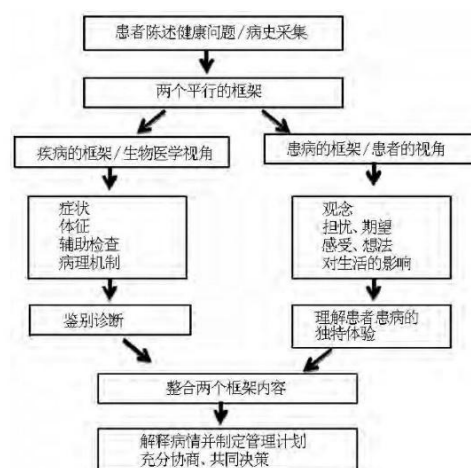 患者陈述健康问题/病史采集
两个平行的框架
疾病的框架/生物医学视角
患病的框架/患者的视角
症状
体征
辅助检查
病理机制
观念
担忧、期望
感受、想法
对生活的影响
鉴别诊断
理解患者患病的
独特体验
整合两个框架内容
解释病情并制定管理计划
充分协商、共同决策